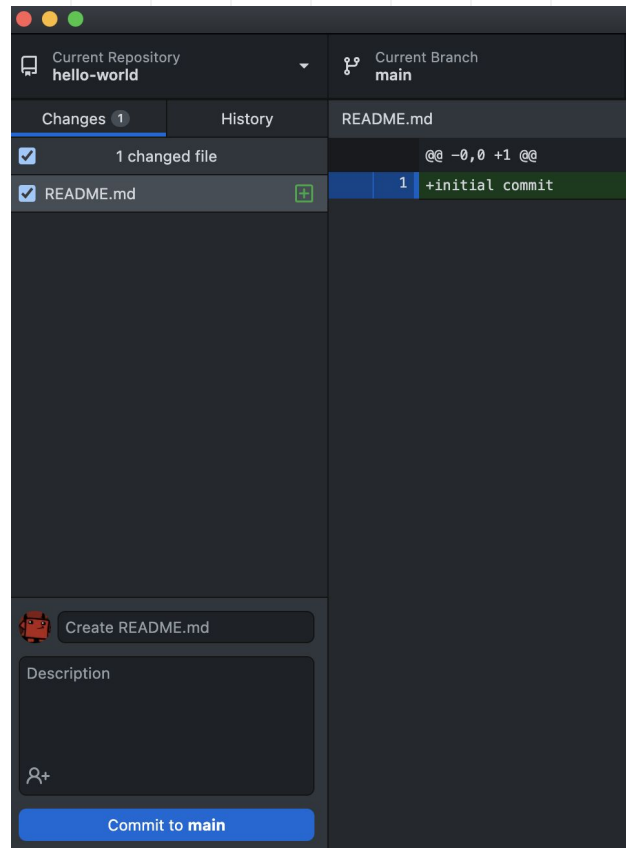 Current Repository
hello-world
Current Branch
main
Changes 1
History
README.md
1 changed file
@@ -0,0 +1 @@
README.md
1 +initial commit
Create README.md
Description
Commit to main